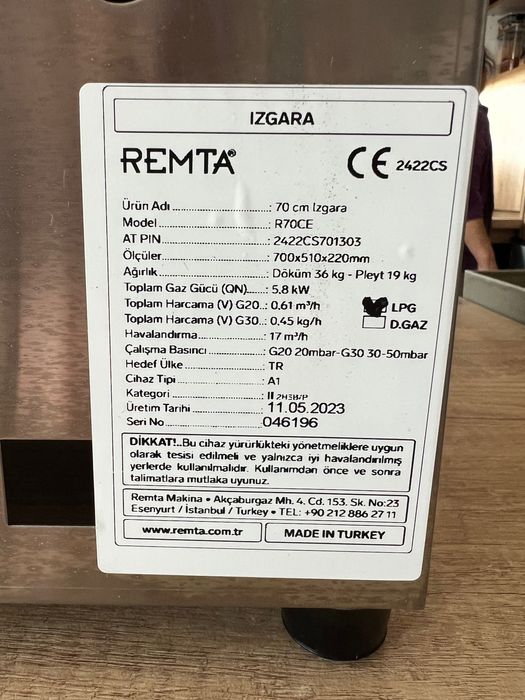 IZGARA
REMTA® CE 2422CS
Ürün Adı ........................: 70 cm Izgara
Model ........................: R70CE
AT PIN ........................: 2422CS701303
Ölçüler ........................: 700x510x220mm
Ağırlık ........................: Döküm 36 kg - Pleyt 19 kg
Toplam Gaz Gücü (QN).....: 5.8 kW
Toplam Harcama (V) G20..: 0.61 m³/h LPG
Toplam Harcama (V) G30..: 0,45 kg/h D.GAZ
Havalandırma ...................: 17 m³/h
Çalışma Basıncı ................: G20 20mbar-G30 30-50mbar
Hedef Ülke ......................: TR
Cihaz Tipi ........................: A1
Kategori ........................: II 2H3B/P
Üretim Tarihi ...................: 11.05.2023
Seri No ........................: 046196
DİKKAT!..Bu cihaz yürürlükteki yönetmeliklere uygun
olarak tesisi edilmeli ve yalnızca iyi havalandırılmış
yerlerde kullanılmalıdır. Kullanımdan önce ve sonra
talimatlara mutlaka uyunuz.
Remta Makina • Akçaburgaz Mh. 4. Cd. 153. Sk. No:23
Esenyurt / İstanbul / Turkey • TEL: +90 212 886 27 11
www.remta.com.tr MADE IN TURKEY